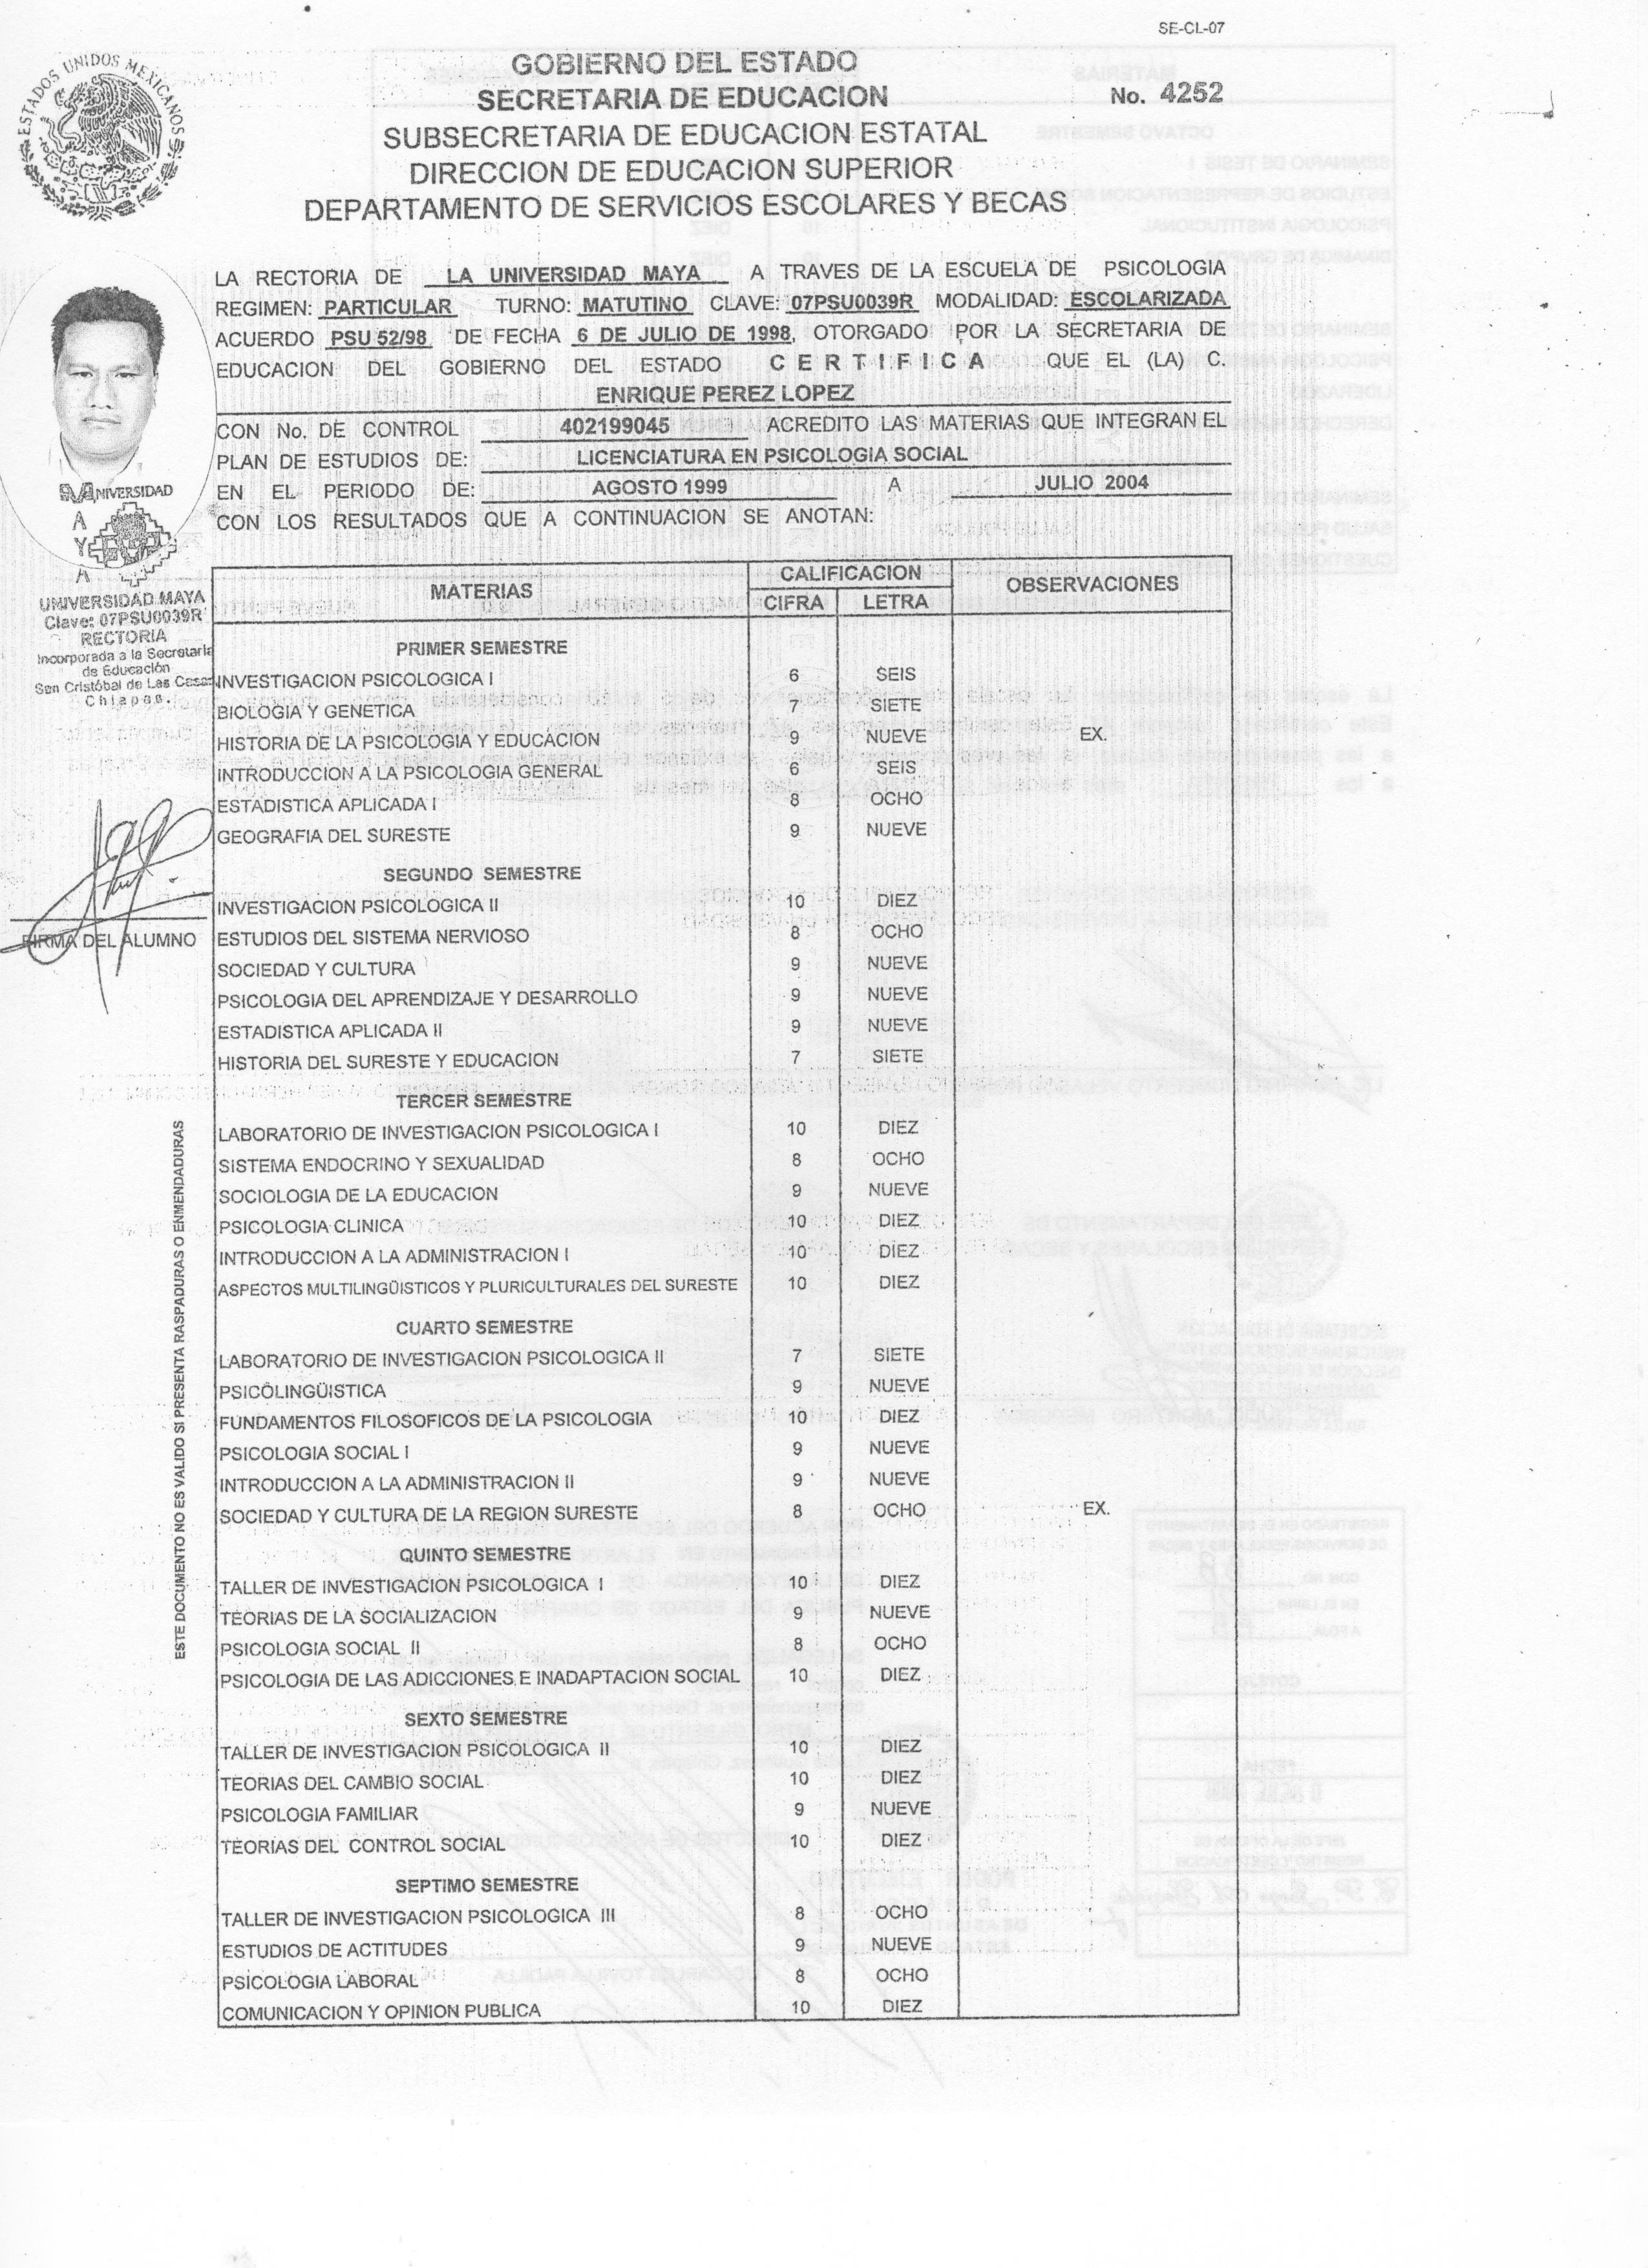 SE-CL-07
ESTADOS UNIDOS MEXICANOS
GOBIERNO DEL ESTADO
SECRETARIA DE EDUCACION
No. 4252
SUBSECRETARIA DE EDUCACION ESTATAL
DIRECCION DE EDUCACION SUPERIOR
DEPARTAMENTO DE SERVICIOS ESCOLARES Y BECAS
LA RECTORIA DE LA UNIVERSIDAD MAYA A TRAVES DE LA ESCUELA DE PSICOLOGIA
REGIMEN: PARTICULAR TURNO: MATUTINO CLAVE: 07PSU0039R MODALIDAD: ESCOLARIZADA
ACUERDO PSU 52/98 DE FECHA 6 DE JULIO DE 1998, OTORGADO POR LA SECRETARIA DE
EDUCACION DEL GOBIERNO DEL ESTADO C E R T I F I C A QUE EL (LA) C.
ENRIQUE PEREZ LOPEZ
CON No. DE CONTROL 402199045 ACREDITO LAS MATERIAS QUE INTEGRAN EL
PLAN DE ESTUDIOS DE: LICENCIATURA EN PSICOLOGIA SOCIAL
EN EL PERIODO DE: AGOSTO 1999 A JULIO 2004
CON LOS RESULTADOS QUE A CONTINUACION SE ANOTAN:
UNIVERSIDAD
MAYA
UNIVERSIDAD MAYA
Clave: 07PSU0039R
RECTORIA
Incorporada a la Secretaría
de Educación
San Cristóbal de Las Casas
Chiapas.
FIRMA DEL ALUMNO
ESTE DOCUMENTO NO ES VALIDO SI PRESENTA RASPADURAS O ENMENDADURAS
MATERIAS CALIFICACION OBSERVACIONES
CIFRA LETRA
PRIMER SEMESTRE
INVESTIGACION PSICOLOGICA I 6 SEIS
BIOLOGIA Y GENETICA 7 SIETE
HISTORIA DE LA PSICOLOGIA Y EDUCACION 9 NUEVE EX.
INTRODUCCION A LA PSICOLOGIA GENERAL 6 SEIS
ESTADISTICA APLICADA I 8 OCHO
GEOGRAFIA DEL SURESTE 9 NUEVE
SEGUNDO SEMESTRE
INVESTIGACION PSICOLOGICA II 10 DIEZ
ESTUDIOS DEL SISTEMA NERVIOSO 8 OCHO
SOCIEDAD Y CULTURA 9 NUEVE
PSICOLOGIA DEL APRENDIZAJE Y DESARROLLO 9 NUEVE
ESTADISTICA APLICADA II 9 NUEVE
HISTORIA DEL SURESTE Y EDUCACION 7 SIETE
TERCER SEMESTRE
LABORATORIO DE INVESTIGACION PSICOLOGICA I 10 DIEZ
SISTEMA ENDOCRINO Y SEXUALIDAD 8 OCHO
SOCIOLOGIA DE LA EDUCACION 9 NUEVE
PSICOLOGIA CLINICA 10 DIEZ
INTRODUCCION A LA ADMINISTRACION I 10 DIEZ
ASPECTOS MULTILINGÜISTICOS Y PLURICULTURALES DEL SURESTE 10 DIEZ
CUARTO SEMESTRE
LABORATORIO DE INVESTIGACION PSICOLOGICA II 7 SIETE
PSICOLINGÜISTICA 9 NUEVE
FUNDAMENTOS FILOSOFICOS DE LA PSICOLOGIA 10 DIEZ
PSICOLOGIA SOCIAL I 9 NUEVE
INTRODUCCION A LA ADMINISTRACION II 9 NUEVE
SOCIEDAD Y CULTURA DE LA REGION SURESTE 8 OCHO EX.
QUINTO SEMESTRE
TALLER DE INVESTIGACION PSICOLOGICA I 10 DIEZ
TEORIAS DE LA SOCIALIZACION 9 NUEVE
PSICOLOGIA SOCIAL II 8 OCHO
PSICOLOGIA DE LAS ADICCIONES E INADAPTACION SOCIAL 10 DIEZ
SEXTO SEMESTRE
TALLER DE INVESTIGACION PSICOLOGICA II 10 DIEZ
TEORIAS DEL CAMBIO SOCIAL 10 DIEZ
PSICOLOGIA FAMILIAR 9 NUEVE
TEORIAS DEL CONTROL SOCIAL 10 DIEZ
SEPTIMO SEMESTRE
TALLER DE INVESTIGACION PSICOLOGICA III 8 OCHO
ESTUDIOS DE ACTITUDES 9 NUEVE
PSICOLOGIA LABORAL 8 OCHO
COMUNICACION Y OPINION PUBLICA 10 DIEZ